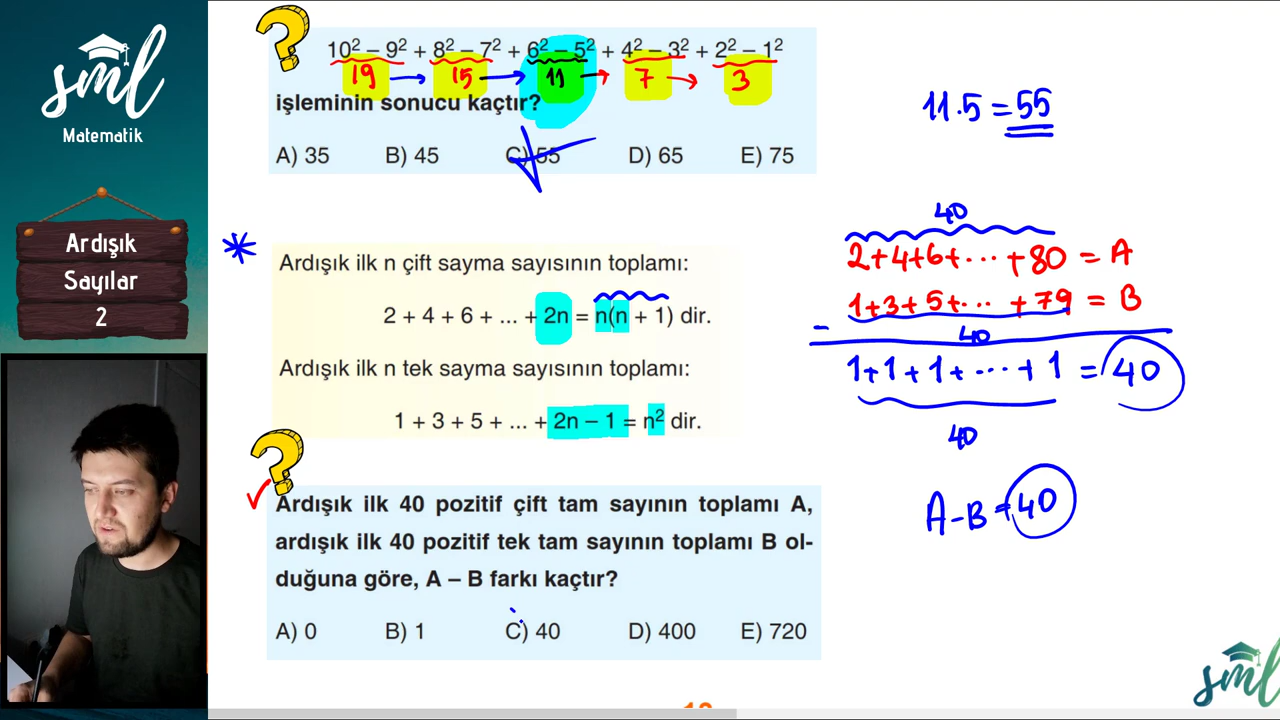 sml
Matematik
Ardışık
Sayılar
2
10² – 9² + 8² – 7² + 6² – 5² + 4² – 3² + 2² – 1²
19 → 15 → 11 → 7 → 3
işleminin sonucu kaçtır?
A) 35 B) 45 C) 55 D) 65 E) 75
11.5 = 55
* Ardışık ilk n çift sayma sayısının toplamı:
2 + 4 + 6 + ... + 2n = n(n + 1) dir.
Ardışık ilk n tek sayma sayısının toplamı:
1 + 3 + 5 + ... + 2n – 1 = n² dir.
40
2+4+6+... +80 = A
1+3+5+... +79 = B
40
-
1+1+1+...+1 = 40
40
A-B = 40
Ardışık ilk 40 pozitif çift tam sayının toplamı A,
ardışık ilk 40 pozitif tek tam sayının toplamı B ol-
duğuna göre, A – B farkı kaçtır?
A) 0 B) 1 C) 40 D) 400 E) 720
sml